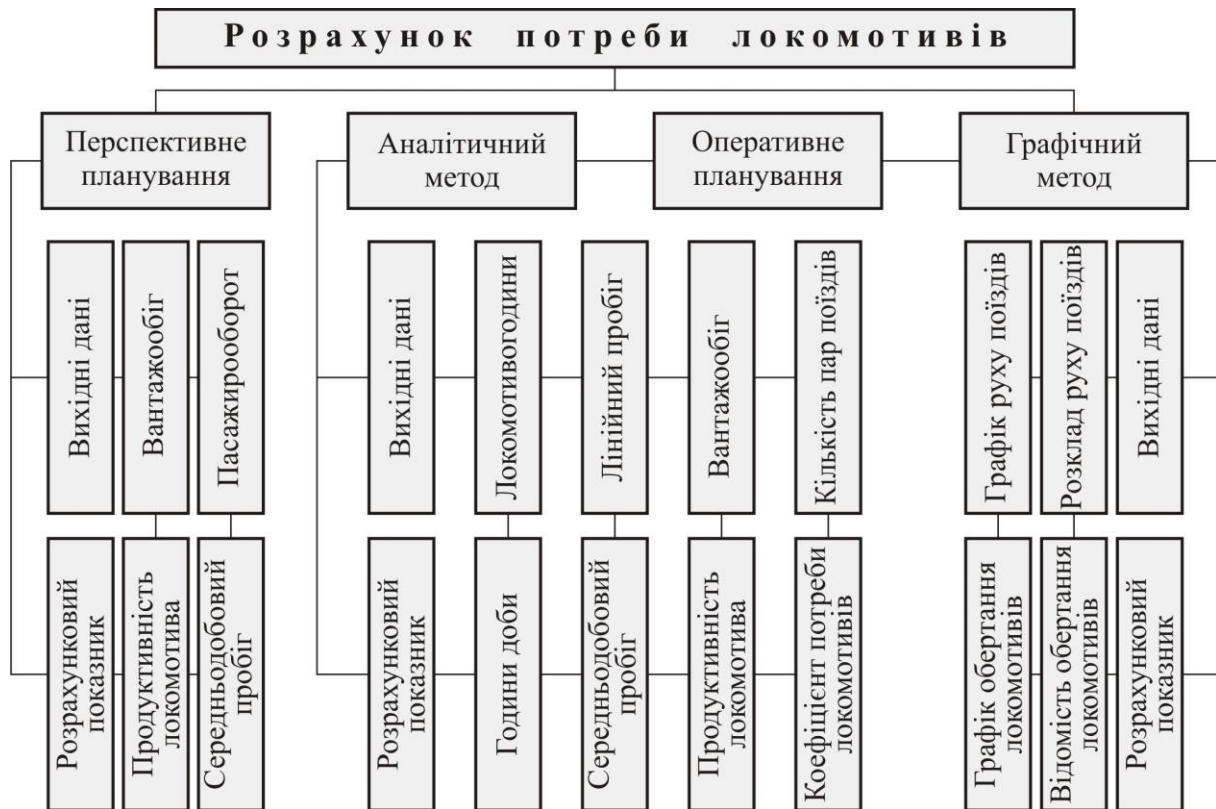 Розрахунок потреби локомотивів
Перспективне
планування
Аналітичний
метод
Оперативне
планування
Графічний
метод
Вихідні дані
Вантажообіг
Пасажирооборот
Вихідні дані
Локомотивогодини
Лінійний пробіг
Вантажообіг
Кількість пар поїздів
Графік руху поїздів
Розклад руху поїздів
Вихідні дані
Розрахунковий
показник
Продуктивність
локомотива
Середньодобовий
пробіг
Розрахунковий
показник
Години доби
Середньодобовий
пробіг
Продуктивність
локомотива
Коефіцієнт потреби
локомотивів
Графік обертання
локомотивів
Відомість обертання
локомотивів
Розрахунковий
показник